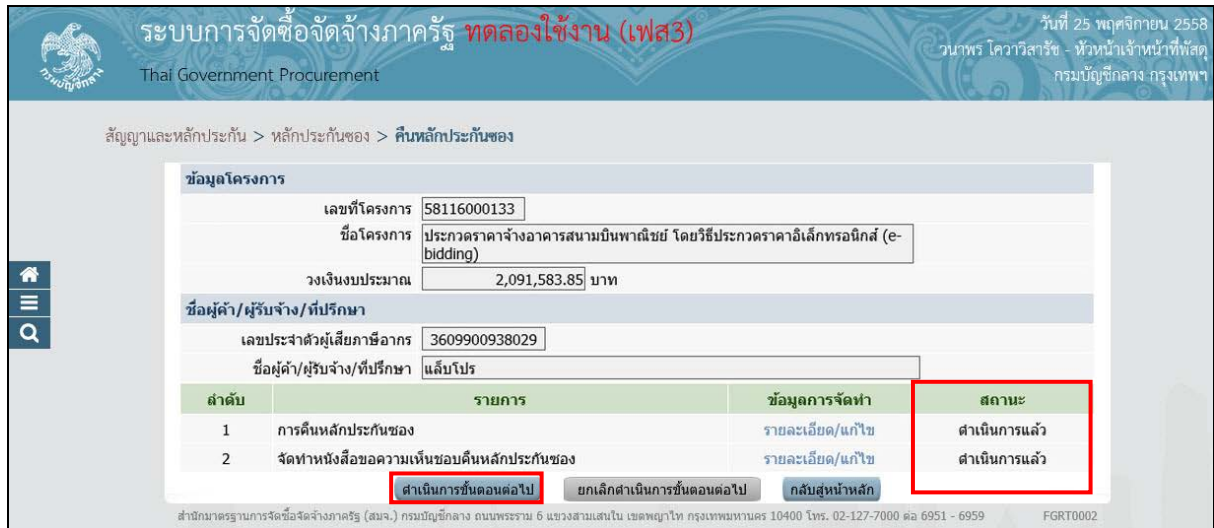 ระบบการจัดซื้อจัดจ้างภาครัฐ ทดลองใช้งาน (เฟส3)
Thai Government Procurement
วันที่ 25 พฤศจิกายน 2558
วนาพร โควาวิสารัช - หัวหน้าเจ้าหน้าที่พัสดุ
กรมบัญชีกลาง กรุงเทพฯ
กรมบัญชีกลาง
สัญญาและหลักประกัน > หลักประกันซอง > คืนหลักประกันซอง
ข้อมูลโครงการ
เลขที่โครงการ 58116000133
ชื่อโครงการ ประกวดราคาจ้างอาคารสนามบินพาณิชย์ โดยวิธีประกวดราคาอิเล็กทรอนิกส์ (e-
bidding)
วงเงินงบประมาณ 2,091,583.85 บาท
ชื่อผู้ค้า/ผู้รับจ้าง/ที่ปรึกษา
เลขประจำตัวผู้เสียภาษีอากร 3609900938029
ชื่อผู้ค้า/ผู้รับจ้าง/ที่ปรึกษา แล็บโปร
ลำดับ รายการ ข้อมูลการจัดทำ สถานะ
1 การคืนหลักประกันซอง รายละเอียด/แก้ไข ดำเนินการแล้ว
2 จัดทำหนังสือขอความเห็นชอบคืนหลักประกันซอง รายละเอียด/แก้ไข ดำเนินการแล้ว
ดำเนินการขั้นตอนต่อไป ยกเลิกดำเนินการขั้นตอนต่อไป กลับสู่หน้าหลัก
สำนักมาตรฐานการจัดซื้อจัดจ้างภาครัฐ (สมจ.) กรมบัญชีกลาง ถนนพระราม 6 แขวงสามเสนใน เขตพญาไท กรุงเทพมหานคร 10400 โทร. 02-127-7000 ต่อ 6951 - 6959 FGRT0002